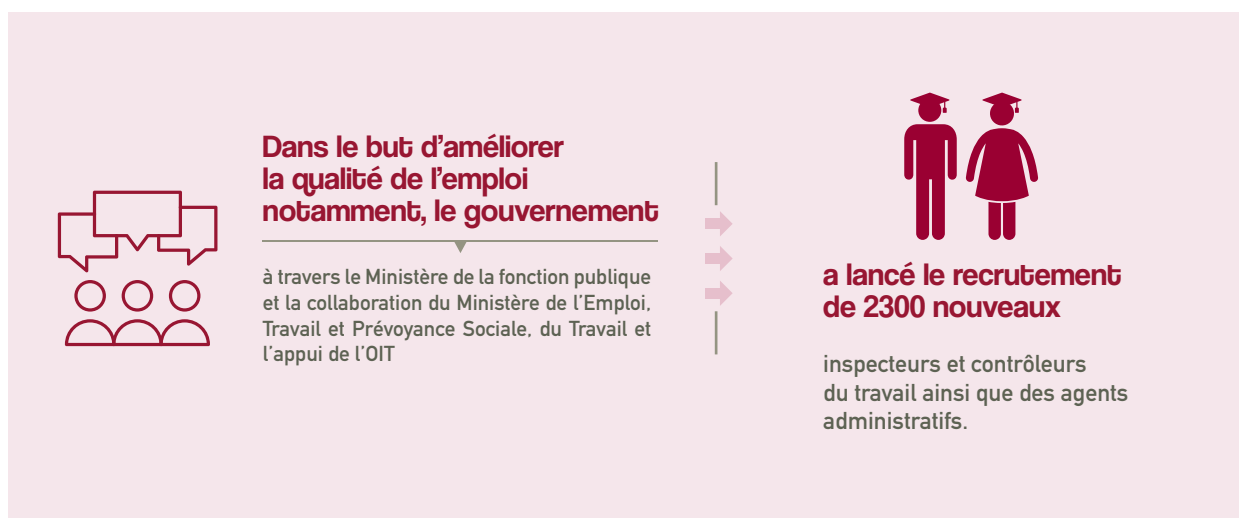 Dans le but d'améliorer
la qualité de l'emploi
notamment, le gouvernement
à travers le Ministère de la fonction publique
et la collaboration du Ministère de l'Emploi,
Travail et Prévoyance Sociale, du Travail et
l'appui de l'OIT
a lancé le recrutement
de 2300 nouveaux
inspecteurs et contrôleurs
du travail ainsi que des agents
administratifs.